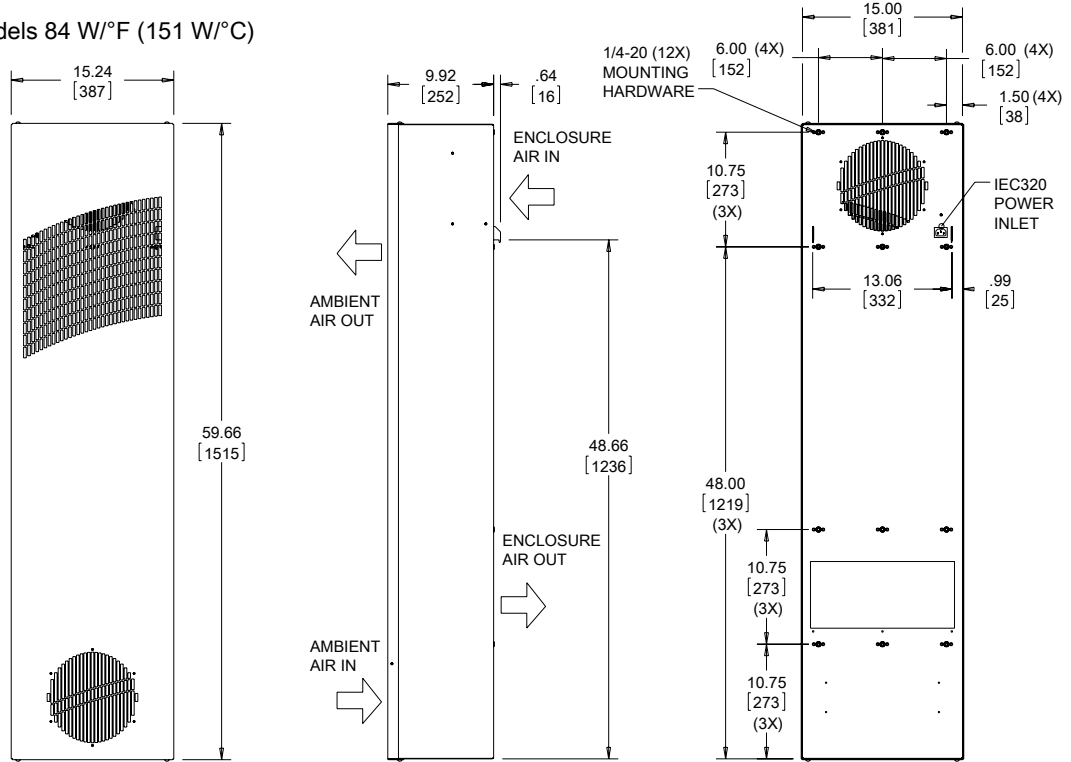 dels 84 W/°F (151 W/°C)
15.24
[387]
59.66
[1515]
9.92
[252]
.64
[16]
ENCLOSURE
AIR IN
AMBIENT
AIR OUT
48.66
[1236]
ENCLOSURE
AIR OUT
AMBIENT
AIR IN
15.00
[381]
1/4-20 (12X)
MOUNTING
HARDWARE
6.00 (4X)
[152]
6.00 (4X)
[152]
1.50 (4X)
[38]
10.75
[273]
(3X)
IEC320
POWER
INLET
13.06
[332]
.99
[25]
48.00
[1219]
(3X)
10.75
[273]
(3X)
10.75
[273]
(3X)